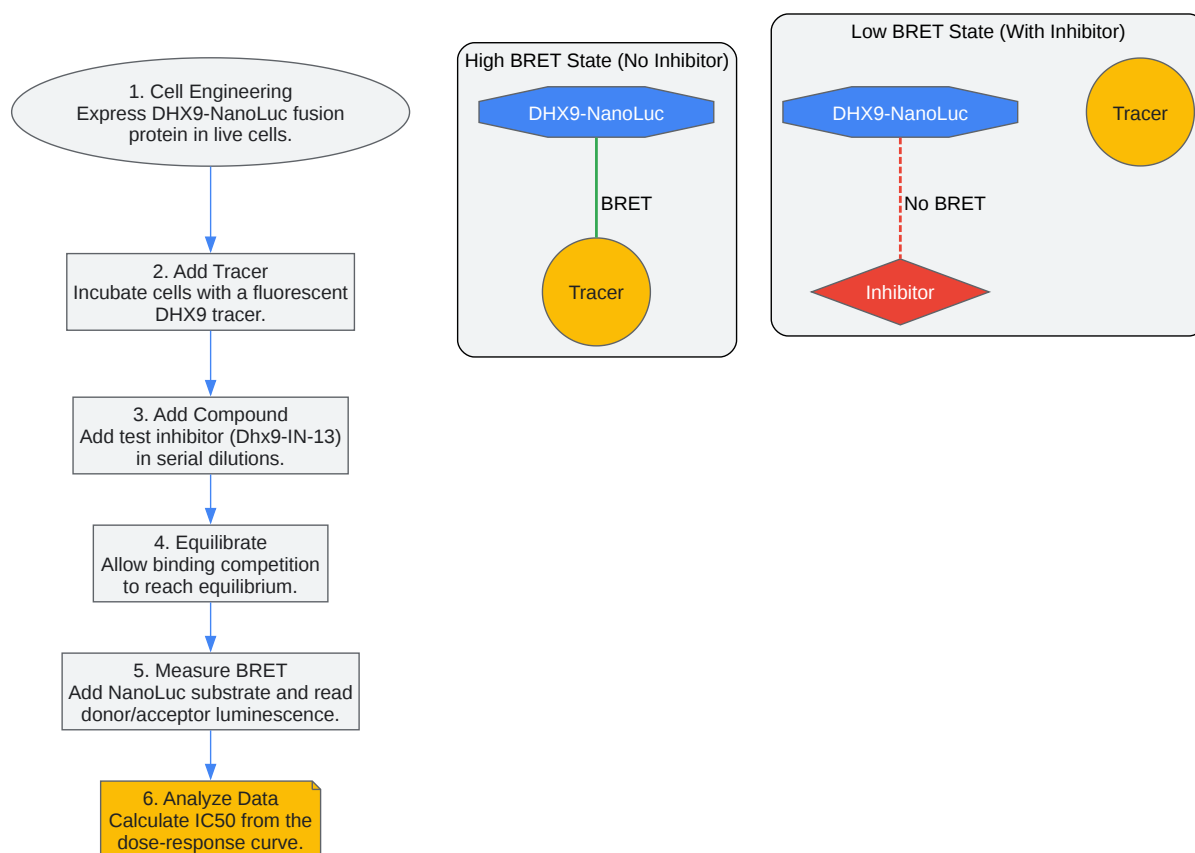 1. Cell Engineering
Express DHX9-NanoLuc fusion
protein in live cells.
2. Add Tracer
Incubate cells with a fluorescent
DHX9 tracer.
3. Add Compound
Add test inhibitor (Dhx9-IN-13)
in serial dilutions.
4. Equilibrate
Allow binding competition
to reach equilibrium.
5. Measure BRET
Add NanoLuc substrate and read
donor/acceptor luminescence.
6. Analyze Data
Calculate IC50 from the
dose-response curve.
High BRET State (No Inhibitor)
DHX9-NanoLuc
BRET
Tracer
Low BRET State (With Inhibitor)
DHX9-NanoLuc
Tracer
No BRET
Inhibitor